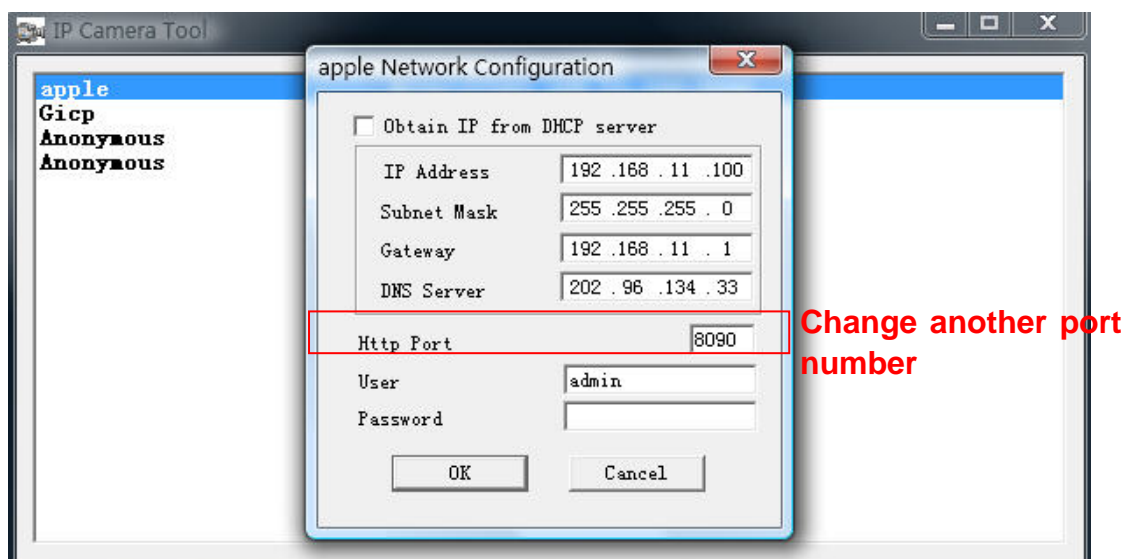 IP Camera Tool
X
apple Network Configuration
X
apple
Gicp
Anonymous
Anonymous
Obtain IP from DHCP server
IP Address 192 .168 . 11 .100
Subnet Mask 255 .255 .255 . 0
Gateway 192 .168 . 11 . 1
DNS Server 202 . 96 .134 . 33
Http Port 8090
Change another port
number
User admin
Password
OK Cancel